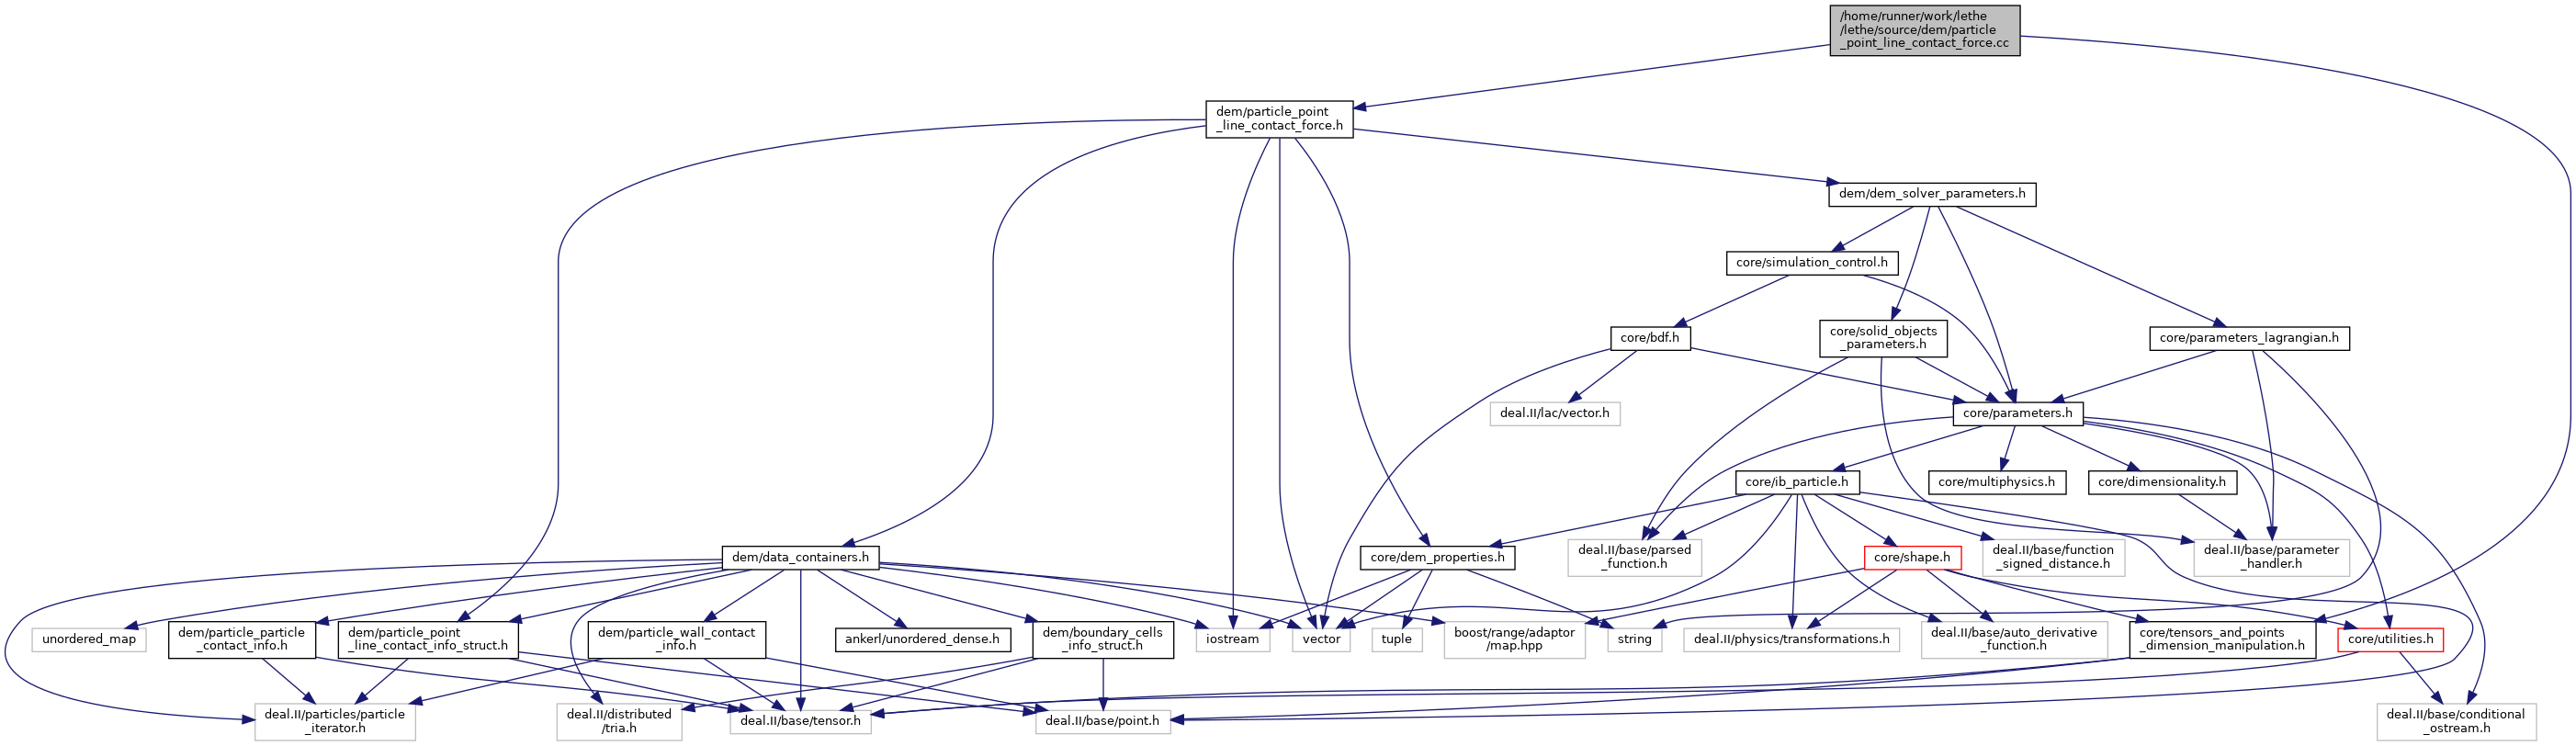 /home/runner/work/lethe
/lethe/source/dem/particle
_point_line_contact_force.cc
dem/particle_point
_line_contact_force.h
dem/dem_solver_parameters.h
core/simulation_control.h
core/bdf.h
core/solid_objects
_parameters.h
core/parameters_lagrangian.h
deal.II/lac/vector.h
core/parameters.h
core/ib_particle.h
core/multiphysics.h
core/dimensionality.h
dem/data_containers.h
core/dem_properties.h
deal.II/base/parsed
_function.h
core/shape.h
deal.II/base/function
_signed_distance.h
deal.II/base/parameter
_handler.h
unordered_map
dem/particle_particle
_contact_info.h
dem/particle_point
_line_contact_info_struct.h
dem/particle_wall_contact
_info.h
ankerl/unordered_dense.h
dem/boundary_cells
_info_struct.h
iostream
vector
tuple
boost/range/adaptor
/map.hpp
string
deal.II/physics/transformations.h
deal.II/base/auto_derivative
_function.h
core/tensors_and_points
_dimension_manipulation.h
core/utilities.h
deal.II/particles/particle
_iterator.h
deal.II/distributed
/tria.h
deal.II/base/tensor.h
deal.II/base/point.h
deal.II/base/conditional
_ostream.h